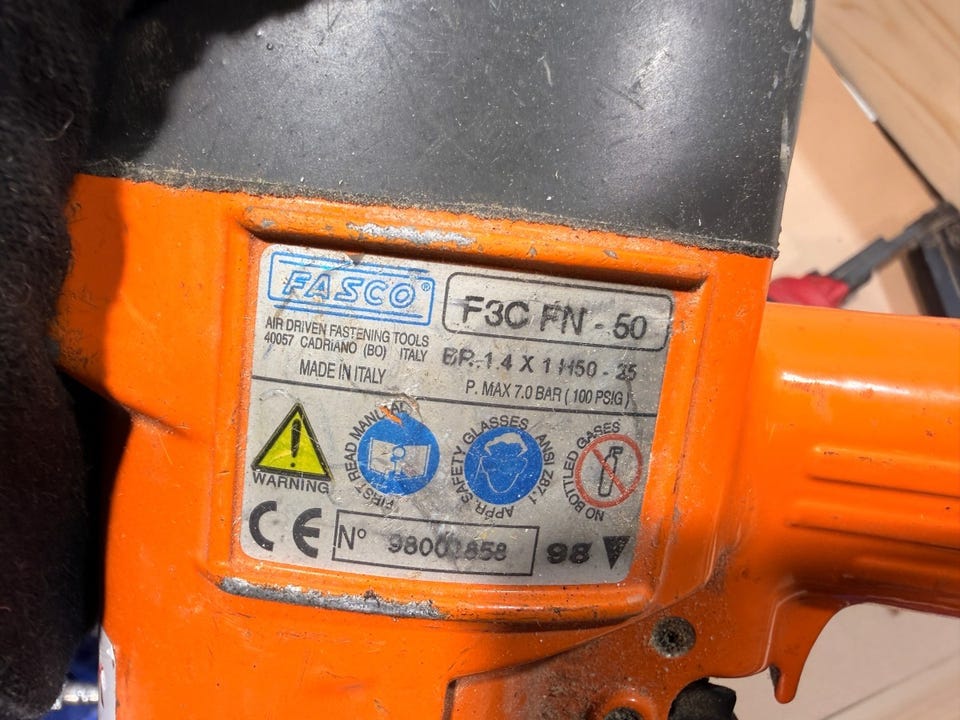 FASCO®
F3C FN - 50
AIR DRIVEN FASTENING TOOLS
40057 CADRIANO (BO) ITALY
MADE IN ITALY
BR. 1.4 X 1 H50 - 25
P. MAX 7.0 BAR ( 100 PSIG )
WARNING
FIRST READ MANUAL
APPR. SAFETY GLASSES ANSI Z87.1
NO BOTTLED GASES
CE
N°
98